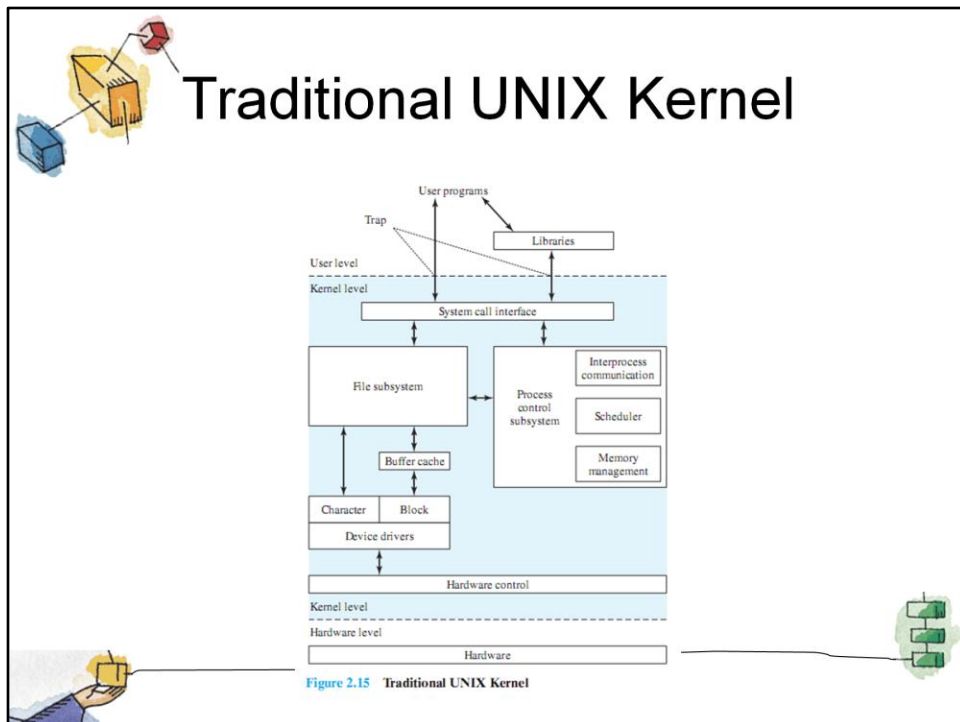 Traditional UNIX Kernel
User programs
Trap
Libraries
User level
Kernel level
System call interface
File subsystem
Process
control
subsystem
Interprocess
communication
Scheduler
Memory
management
Buffer cache
Character
Block
Device drivers
Hardware control
Kernel level
Hardware level
Hardware
Figure 2.15 Traditional UNIX Kernel